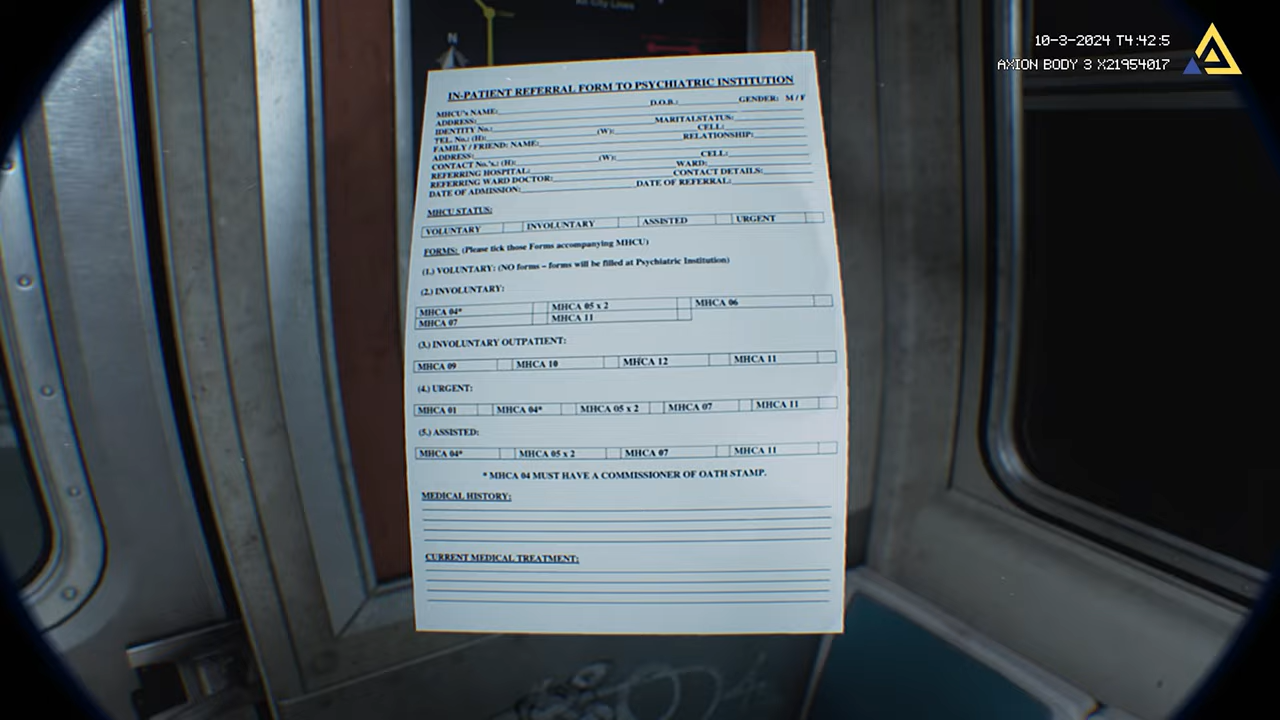 All City Lines
N
10-3-2024 T4:42:5
AXION BODY 3 X21954017
IN-PATIENT REFERRAL FORM TO PSYCHIATRIC INSTITUTION
MHCU's NAME: D.O.B.: GENDER: M / F
ADDRESS:
IDENTITY No.: MARITALSTATUS:
TEL. No.: (H): (W): CELL:
FAMILY / FRIEND: NAME: RELATIONSHIP:
ADDRESS:
CONTACT No.'s.: (H): (W): CELL:
REFERRING HOSPITAL: WARD:
REFERRING WARD DOCTOR: CONTACT DETAILS:
DATE OF ADMISSION: DATE OF REFERRAL:
MHCU STATUS:
VOLUNTARY INVOLUNTARY ASSISTED URGENT
FORMS: (Please tick those Forms accompanying MHCU)
(1.) VOLUNTARY: (NO forms – forms will be filled at Psychiatric Institution)
(2.) INVOLUNTARY:
MHCA 04* MHCA 05 x 2 MHCA 06
MHCA 07 MHCA 11
(3.) INVOLUNTARY OUTPATIENT:
MHCA 09 MHCA 10 MHCA 12 MHCA 11
(4.) URGENT:
MHCA 01 MHCA 04* MHCA 05 x 2 MHCA 07 MHCA 11
(5.) ASSISTED:
MHCA 04* MHCA 05 x 2 MHCA 07 MHCA 11
* MHCA 04 MUST HAVE A COMMISSIONER OF OATH STAMP.
MEDICAL HISTORY:
CURRENT MEDICAL TREATMENT: